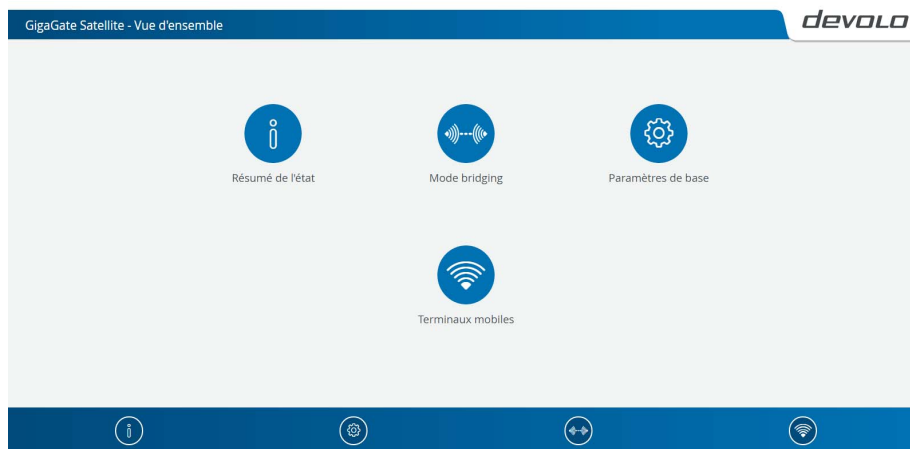 GigaGate Satellite - Vue d'ensemble
devolo
Résumé de l'état
Mode bridging
Paramètres de base
Terminaux mobiles